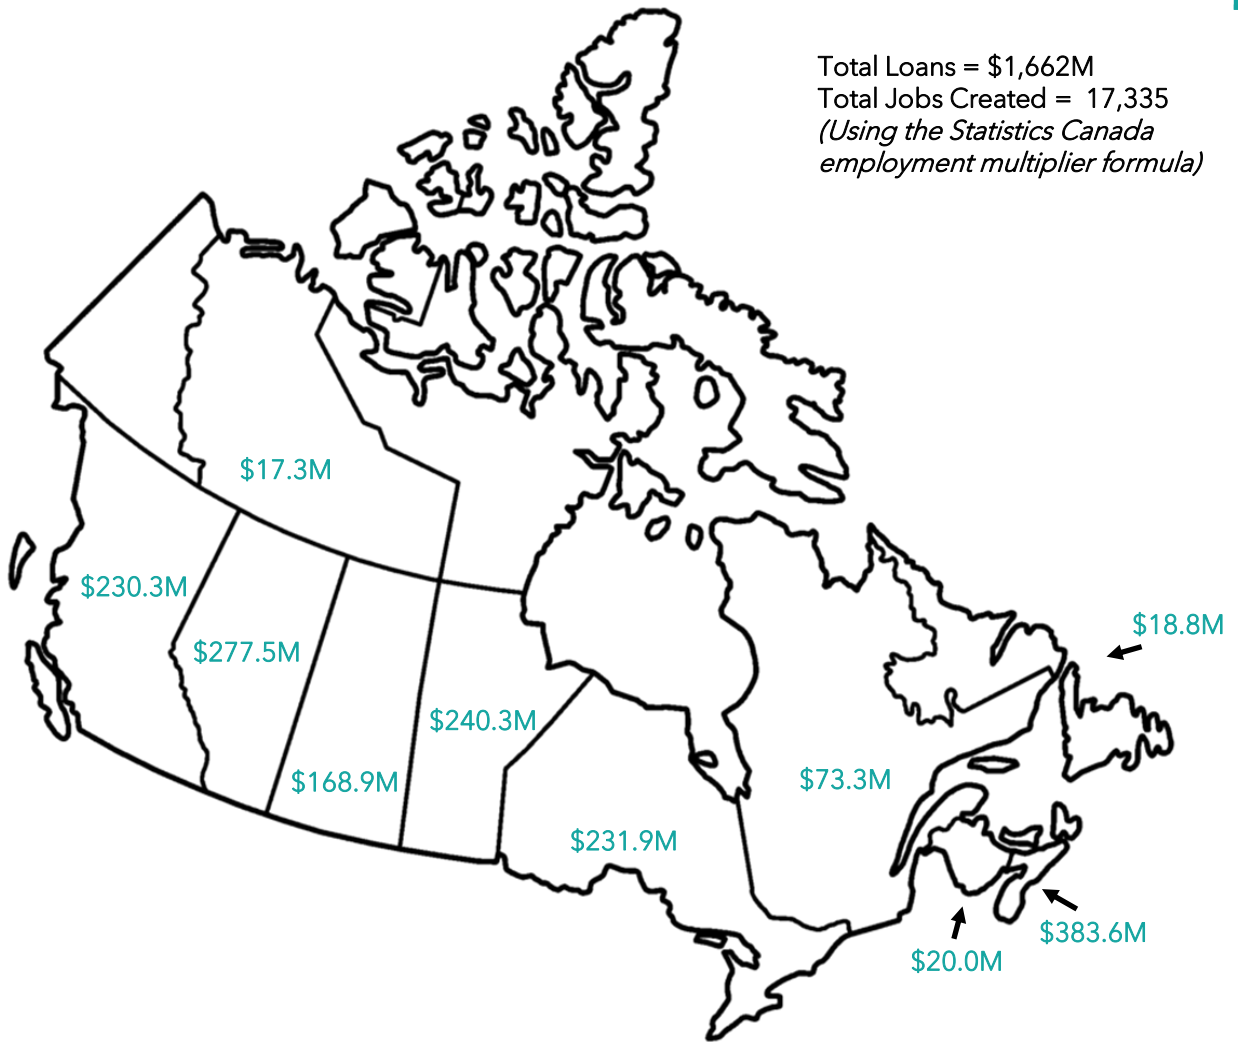 Total Loans = $1,662M
Total Jobs Created = 17,335
(Using the Statistics Canada
employment multiplier formula)
$17.3M
$230.3M
$18.8M
$277.5M
$240.3M
$168.9M
$73.3M
$231.9M
$383.6M
$20.0M